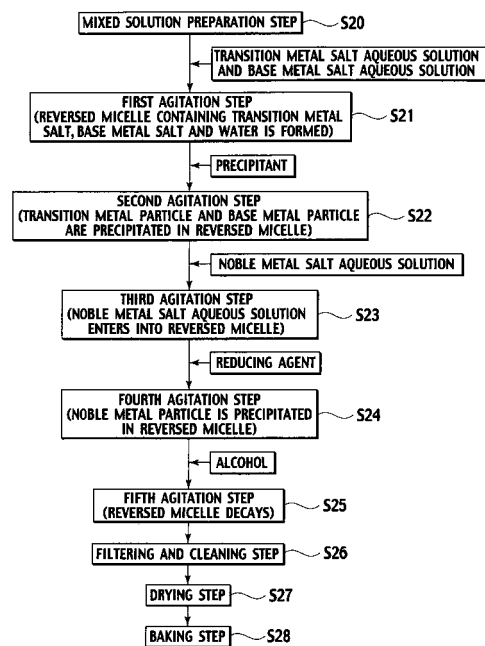 MIXED SOLUTION PREPARATION STEP
S20
TRANSITION METAL SALT AQUEOUS SOLUTION
AND BASE METAL SALT AQUEOUS SOLUTION
FIRST AGITATION STEP
(REVERSED MICELLE CONTAINING TRANSITION METAL
SALT, BASE METAL SALT AND WATER IS FORMED)
S21
PRECIPITANT
SECOND AGITATION STEP
(TRANSITION METAL PARTICLE AND BASE METAL PARTICLE
ARE PRECIPITATED IN REVERSED MICELLE)
S22
NOBLE METAL SALT AQUEOUS SOLUTION
THIRD AGITATION STEP
(NOBLE METAL SALT AQUEOUS SOLUTION
ENTERS INTO REVERSED MICELLE)
S23
REDUCING AGENT
FOURTH AGITATION STEP
(NOBLE METAL PARTICLE IS PRECIPITATED
IN REVERSED MICELLE)
S24
ALCOHOL
FIFTH AGITATION STEP
(REVERSED MICELLE DECAYS)
S25
FILTERING AND CLEANING STEP
S26
DRYING STEP
S27
BAKING STEP
S28